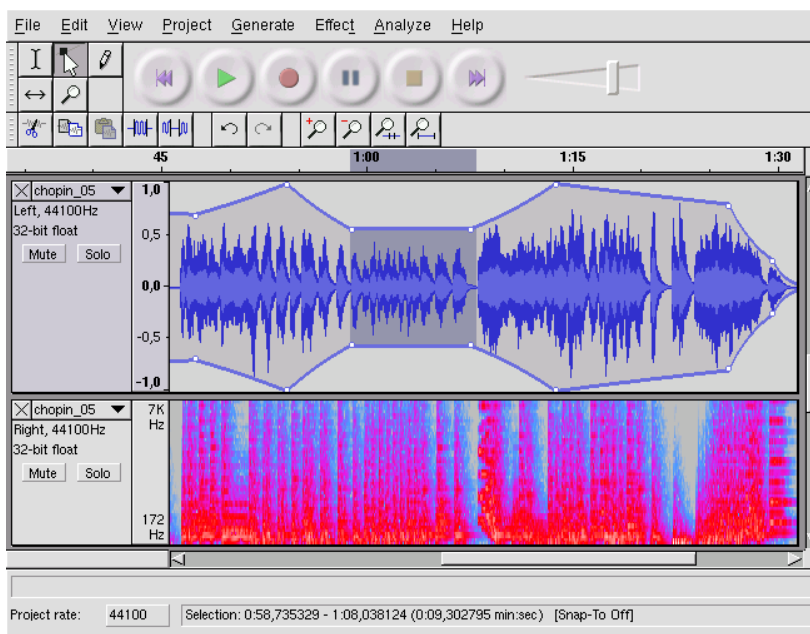 File Edit View Project Generate Effect Analyze Help
45 1:00 1:15 1:30
chopin_05
Left, 44100Hz
32-bit float
Mute Solo
1,0
0,5
0,0
-0,5
-1,0
chopin_05
Right, 44100Hz
32-bit float
Mute Solo
7K
Hz
172
Hz
Project rate: 44100 Selection: 0:58,735329 - 1:08,038124 (0:09,302795 min:sec) [Snap-To Off]